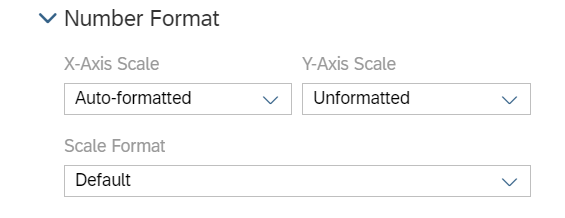 Number Format
X-Axis Scale Y-Axis Scale
Auto-formatted Unformatted
Scale Format
Default